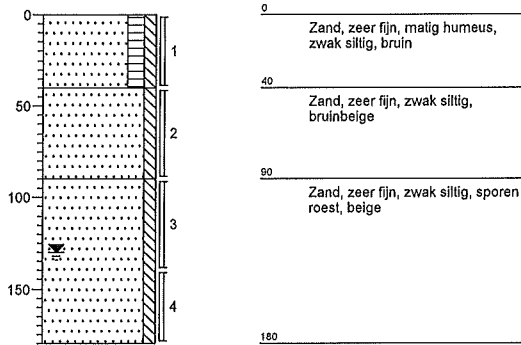 0
50
100
150
1
2
3
4
0
Zand, zeer fijn, matig humeus,
zwak siltig, bruin
40
Zand, zeer fijn, zwak siltig,
bruinbeige
90
Zand, zeer fijn, zwak siltig, sporen
roest, beige
180